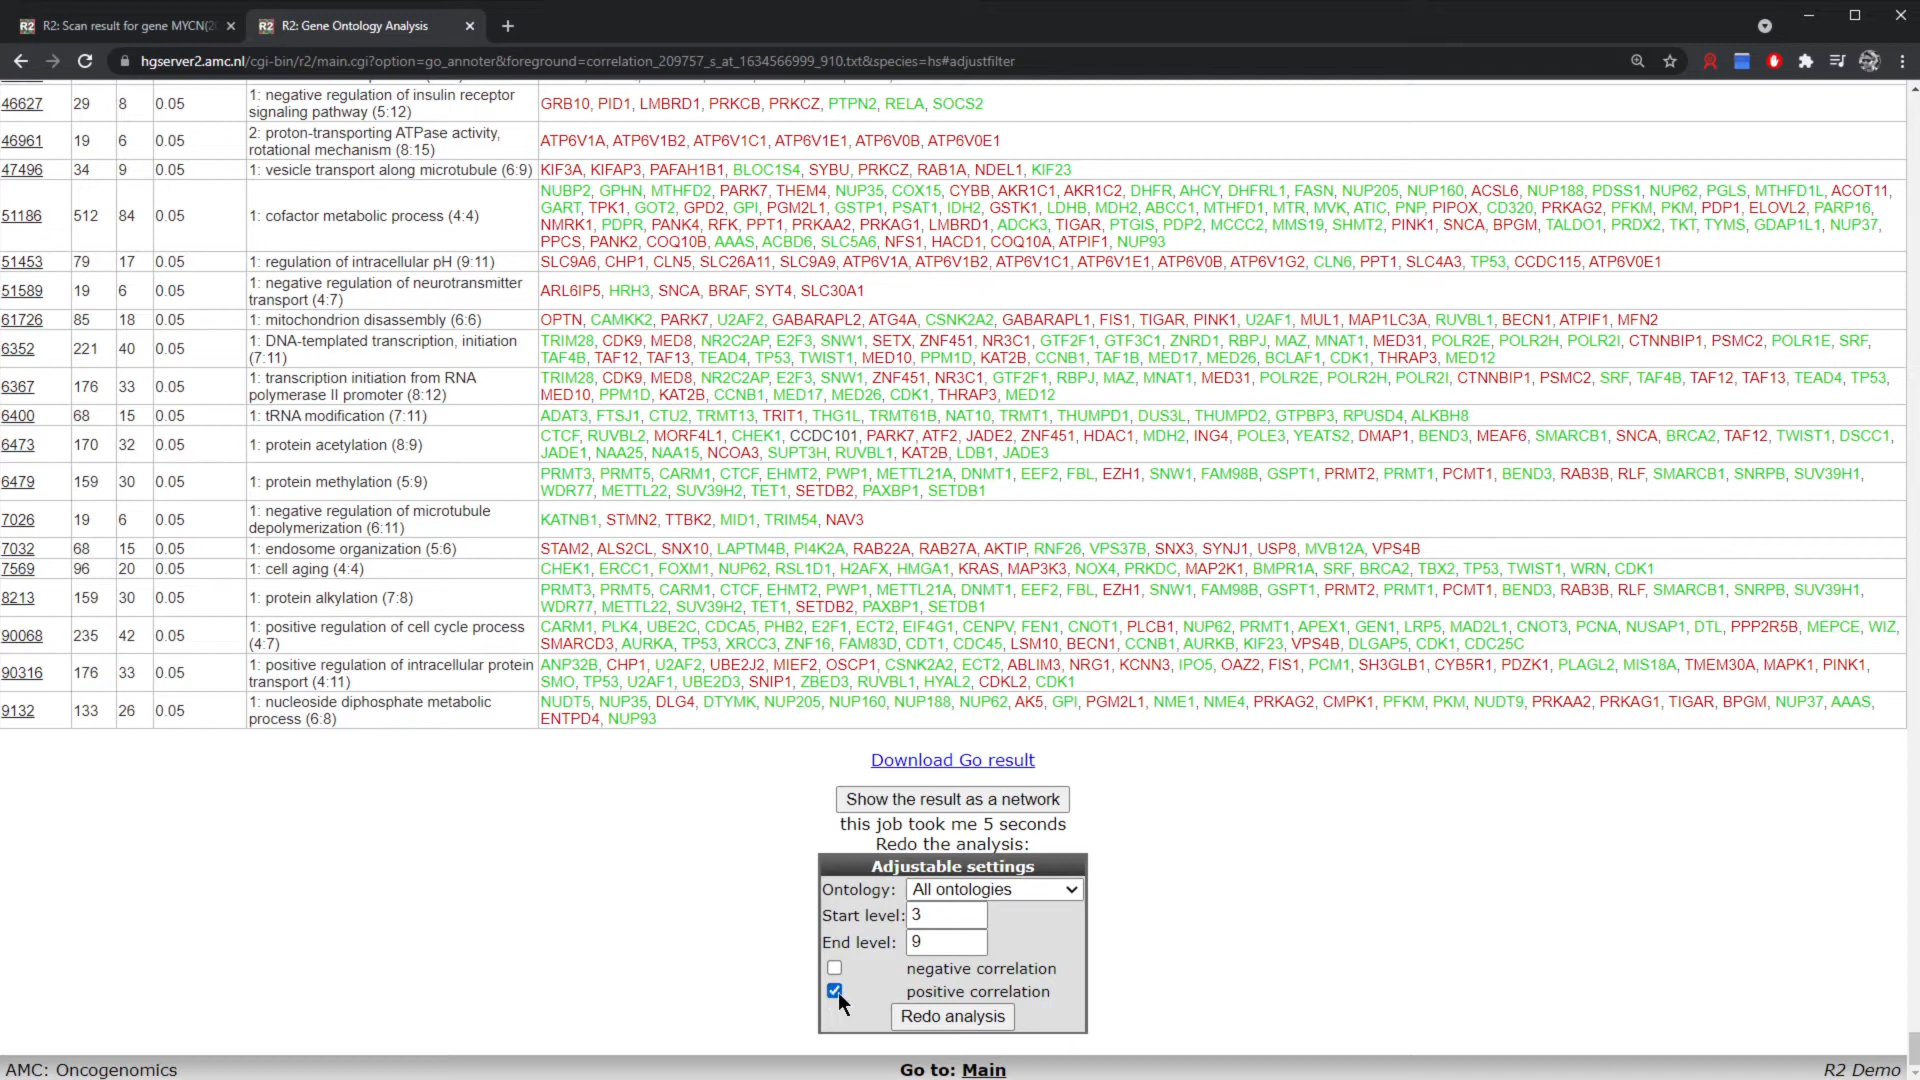 R2: Scan result for gene MYCN(2
R2: Gene Ontology Analysis
hgserver2.amc.nl/cgi-bin/r2/main.cgi?option=go_annoter&foreground=correlation_209757_s_at_1634566999_910.txt&species=hs#adjustfilter
46627 29 8 0.05 1: negative regulation of insulin receptor signaling pathway (5:12) GRB10, PID1, LMBRD1, PRKCB, PRKCZ, PTPN2, RELA, SOCS2
46961 19 6 0.05 2: proton-transporting ATPase activity, rotational mechanism (8:15) ATP6V1A, ATP6V1B2, ATP6V1C1, ATP6V1E1, ATP6V0B, ATP6V0E1
47496 34 9 0.05 1: vesicle transport along microtubule (6:9) KIF3A, KIFAP3, PAFAH1B1, BLOC1S4, SYBU, PRKCZ, RAB1A, NDEL1, KIF23
51186 512 84 0.05 1: cofactor metabolic process (4:4) NUBP2, GPHN, MTHFD2, PARK7, THEM4, NUP35, COX15, CYBB, AKR1C1, AKR1C2, DHFR, AHCY, DHFRL1, FASN, NUP205, NUP160, ACSL6, NUP188, PDSS1, NUP62, PGLS, MTHFD1L, ACOT11,
GART, TPK1, GOT2, GPD2, GPI, PGM2L1, GSTP1, PSAT1, IDH2, GSTK1, LDHB, MDH2, ABCC1, MTHFD1, MTR, MVK, ATIC, PNP, PIPOX, CD320, PRKAG2, PFKM, PKM, PDP1, ELOVL2, PARP16,
NMRK1, PDPR, PANK4, RFK, PPT1, PRKAA2, PRKAG1, LMBRD1, ADCK3, TIGAR, PTGIS, PDP2, MCCC2, MMS19, SHMT2, PINK1, SNCA, BPGM, TALDO1, PRDX2, TKT, TYMS, GDAP1L1, NUP37,
PPCS, PANK2, COQ10B, AAAS, ACBD6, SLC5A6, NFS1, HACD1, COQ10A, ATPIF1, NUP93
51453 79 17 0.05 1: regulation of intracellular pH (9:11) SLC9A6, CHP1, CLN5, SLC26A11, SLC9A9, ATP6V1A, ATP6V1B2, ATP6V1C1, ATP6V1E1, ATP6V0B, ATP6V1G2, CLN6, PPT1, SLC4A3, TP53, CCDC115, ATP6V0E1
51589 19 6 0.05 1: negative regulation of neurotransmitter transport (4:7) ARL6IP5, HRH3, SNCA, BRAF, SYT4, SLC30A1
61726 85 18 0.05 1: mitochondrion disassembly (6:6) OPTN, CAMKK2, PARK7, U2AF2, GABARAPL2, ATG4A, CSNK2A2, GABARAPL1, FIS1, TIGAR, PINK1, U2AF1, MUL1, MAP1LC3A, RUVBL1, BECN1, ATPIF1, MFN2
6352 221 40 0.05 1: DNA-templated transcription, initiation (7:11) TRIM28, CDK9, MED8, NR2C2AP, E2F3, SNW1, SETX, ZNF451, NR3C1, GTF2F1, GTF3C1, ZNRD1, RBPJ, MAZ, MNAT1, MED31, POLR2E, POLR2H, POLR2I, CTNNBIP1, PSMC2, POLR1E, SRF,
TAF4B, TAF12, TAF13, TEAD4, TP53, TWIST1, MED10, PPM1D, KAT2B, CCNB1, TAF1B, MED17, MED26, BCLAF1, CDK1, THRAP3, MED12
6367 176 33 0.05 1: transcription initiation from RNA polymerase II promoter (8:12) TRIM28, CDK9, MED8, NR2C2AP, E2F3, SNW1, ZNF451, NR3C1, GTF2F1, RBPJ, MAZ, MNAT1, MED31, POLR2E, POLR2H, POLR2I, CTNNBIP1, PSMC2, SRF, TAF4B, TAF12, TAF13, TEAD4, TP53,
MED10, PPM1D, KAT2B, CCNB1, MED17, MED26, CDK1, THRAP3, MED12
6400 68 15 0.05 1: tRNA modification (7:11) ADAT3, FTSJ1, CTU2, TRMT13, TRIT1, THG1L, TRMT61B, NAT10, TRMT1, THUMPD1, DUS3L, THUMPD2, GTPBP3, RPUSD4, ALKBH8
6473 170 32 0.05 1: protein acetylation (8:9) CTCF, RUVBL2, MORF4L1, CHEK1, CCDC101, PARK7, ATF2, JADE2, ZNF451, HDAC1, MDH2, ING4, POLE3, YEATS2, DMAP1, BEND3, MEAF6, SMARCB1, SNCA, BRCA2, TAF12, TWIST1, DSCC1,
JADE1, NAA25, NAA15, NCOA3, SUPT3H, RUVBL1, KAT2B, LDB1, JADE3
6479 159 30 0.05 1: protein methylation (5:9) PRMT3, PRMT5, CARM1, CTCF, EHMT2, PWP1, METTL21A, DNMT1, EEF2, FBL, EZH1, SNW1, FAM98B, GSPT1, PRMT2, PRMT1, PCMT1, BEND3, RAB3B, RLF, SMARCB1, SNRPB, SUV39H1,
WDR77, METTL22, SUV39H2, TET1, SETDB2, PAXBP1, SETDB1
7026 19 6 0.05 1: negative regulation of microtubule depolymerization (6:11) KATNB1, STMN2, TTBK2, MID1, TRIM54, NAV3
7032 68 15 0.05 1: endosome organization (5:6) STAM2, ALS2CL, SNX10, LAPTM4B, PI4K2A, RAB22A, RAB27A, AKTIP, RNF26, VPS37B, SNX3, SYNJ1, USP8, MVB12A, VPS4B
7569 96 20 0.05 1: cell aging (4:4) CHEK1, ERCC1, FOXM1, NUP62, RSL1D1, H2AFX, HMGA1, KRAS, MAP3K3, NOX4, PRKDC, MAP2K1, BMPR1A, SRF, BRCA2, TBX2, TP53, TWIST1, WRN, CDK1
8213 159 30 0.05 1: protein alkylation (7:8) PRMT3, PRMT5, CARM1, CTCF, EHMT2, PWP1, METTL21A, DNMT1, EEF2, FBL, EZH1, SNW1, FAM98B, GSPT1, PRMT2, PRMT1, PCMT1, BEND3, RAB3B, RLF, SMARCB1, SNRPB, SUV39H1,
WDR77, METTL22, SUV39H2, TET1, SETDB2, PAXBP1, SETDB1
90068 235 42 0.05 1: positive regulation of cell cycle process (4:7) CARM1, PLK4, UBE2C, CDCA5, PHB2, E2F1, ECT2, EIF4G1, CENPV, FEN1, CNOT1, PLCB1, NUP62, PRMT1, APEX1, GEN1, LRP5, MAD2L1, CNOT3, PCNA, NUSAP1, DTL, PPP2R5B, MEPCE, WIZ,
SMARCD3, AURKA, TP53, XRCC3, ZNF16, FAM83D, CDT1, CDC45, LSM10, BECN1, CCNB1, AURKB, KIF23, VPS4B, DLGAP5, CDK1, CDC25C
90316 176 33 0.05 1: positive regulation of intracellular protein transport (4:11) ANP32B, CHP1, U2AF2, UBE2J2, MIEF2, OSCP1, CSNK2A2, ECT2, ABLIM3, NRG1, KCNN3, IPO5, OAZ2, FIS1, PCM1, SH3GLB1, CYB5R1, PDZK1, PLAGL2, MIS18A, TMEM30A, MAPK1, PINK1,
SMO, TP53, U2AF1, UBE2D3, SNIP1, ZBED3, RUVBL1, HYAL2, CDKL2, CDK1
9132 133 26 0.05 1: nucleoside diphosphate metabolic process (6:8) NUDT5, NUP35, DLG4, DTYMK, NUP205, NUP160, NUP188, NUP62, AK5, GPI, PGM2L1, NME1, NME4, PRKAG2, CMPK1, PFKM, PKM, NUDT9, PRKAA2, PRKAG1, TIGAR, BPGM, NUP37, AAAS,
ENTPD4, NUP93
Download Go result
Show the result as a network
this job took me 5 seconds
Redo the analysis:
Adjustable settings
Ontology: All ontologies
Start level: 3
End level: 9
negative correlation
positive correlation
Redo analysis
AMC: Oncogenomics
Go to: Main
R2 Demo